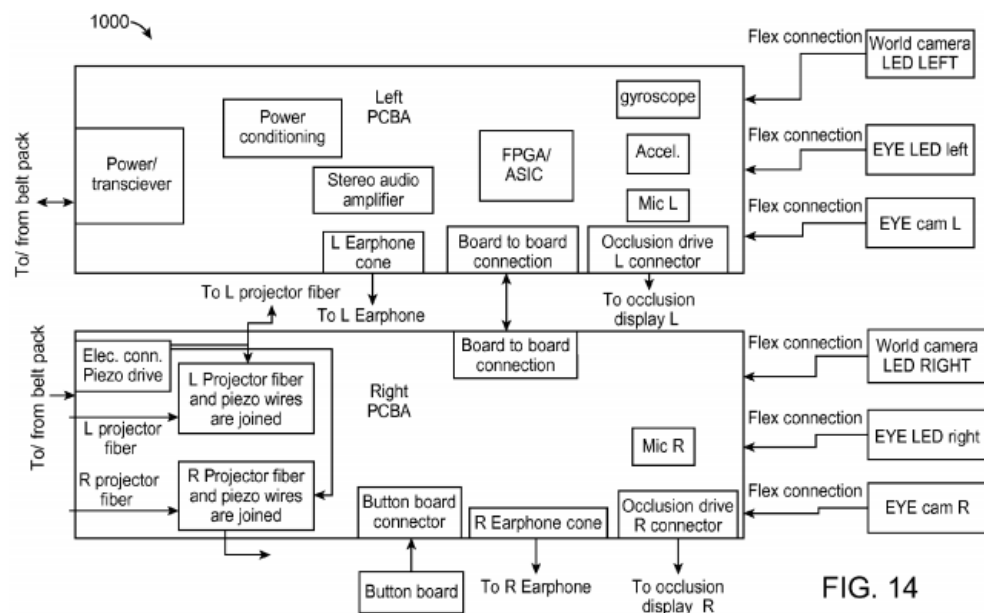 1000
Left
PCBA
Power/
transciever
Power
conditioning
Stereo audio
amplifier
FPGA/
ASIC
gyroscope
Accel.
Mic L
L Earphone
cone
Board to board
connection
Occlusion drive
L connector
To/ from belt pack
Flex connection
World camera
LED LEFT
Flex connection
EYE LED left
Flex connection
EYE cam L
To L projector fiber
To L Earphone
To occlusion
display L
Elec. conn.
Piezo drive
L Projector fiber
and piezo wires
are joined
Board to board
connection
Right
PCBA
To/ from belt pack
L projector
fiber
R projector
fiber
R Projector fiber
and piezo wires
are joined
Mic R
Button board
connector
R Earphone cone
Occlusion drive
R connector
Flex connection
World camera
LED RIGHT
Flex connection
EYE LED right
Flex connection
EYE cam R
Button board
To R Earphone
To occlusion
display R
FIG. 14